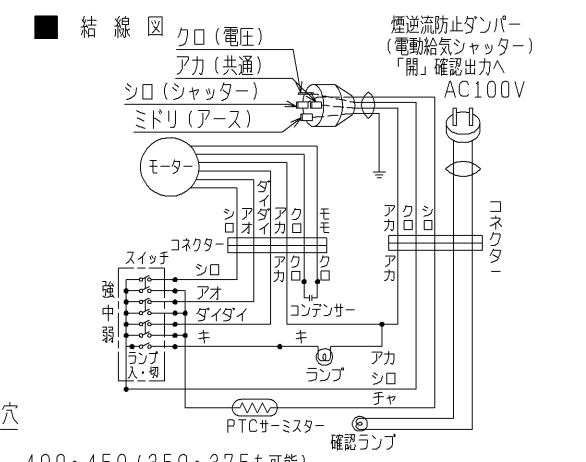 ■ 結線図
クロ（電圧）
アカ（共通）
シロ（シャッター）
ミドリ（アース）
煙逆流防止ダンパー
（電動給気シャッター）
「開」確認出力へ
AC100V
モーター
シロ
アオ
ダイダイ
アカ
クロ
モモ
アカ
クロ
シロ
コネクター
コネクター
アカ
クロ
クロ
アカ
スイッチ
強
中
弱
シロ
アオ
ダイダイ
キ
キ
コンデンサー
ランプ
入・切
ランプ
アカ
シロ
チャ
PTCサーミスター
確認ランプ
穴